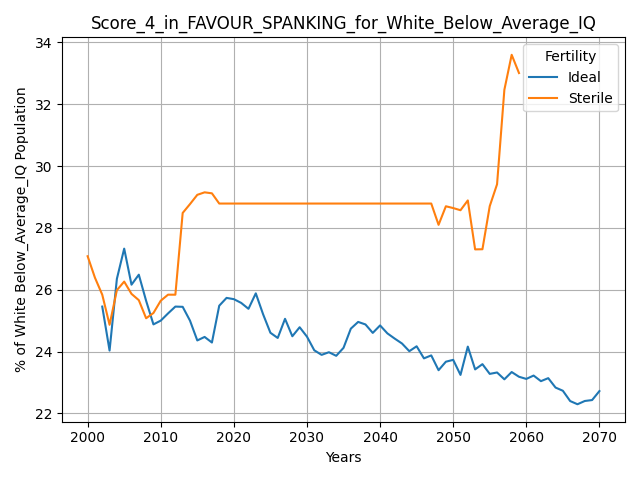 Score_4_in_FAVOUR_SPANKING_for_White_Below_Average_IQ
% of White Below_Average_IQ Population
34
32
30
28
26
24
22
Fertility
Ideal
Sterile
2000 2010 2020 2030 2040 2050 2060 2070
Years